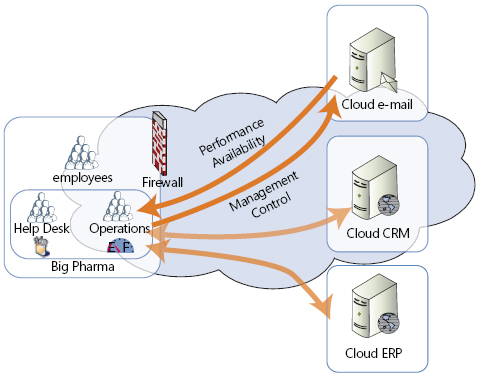 Cloud e-mail
Performance
Availability
employees
Firewall
Management
Control
Help Desk
Operations
E F
Cloud CRM
Big Pharma
Cloud ERP